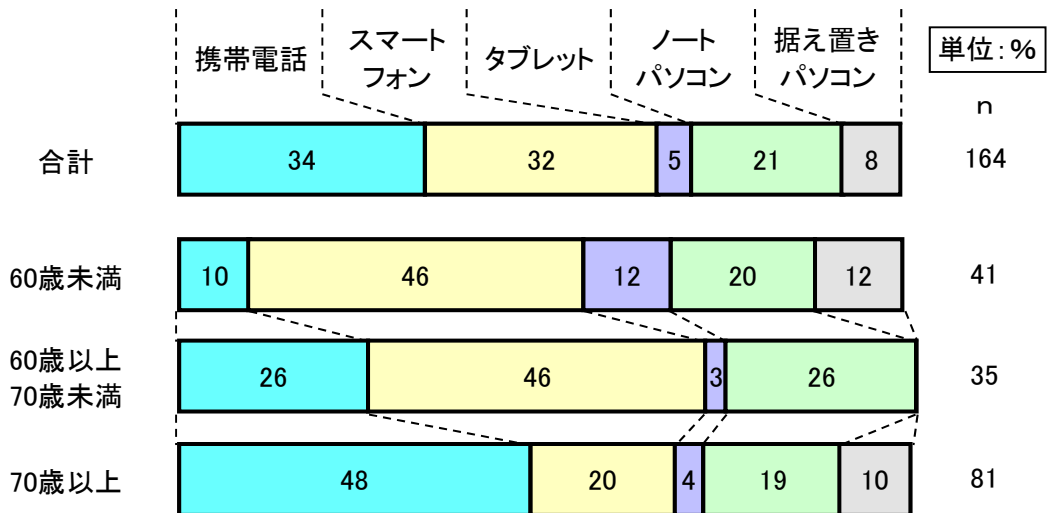 携帯電話
スマート
フォン
タブレット
ノート
パソコン
据え置き
パソコン
単位:%
n
合計
34
32
5
21
8
164
60歳未満
10
46
12
20
12
41
60歳以上
70歳未満
26
46
3
26
35
70歳以上
48
20
4
19
10
81